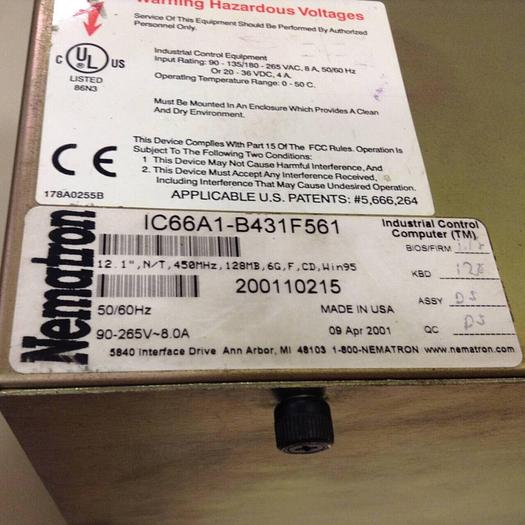 Warning Hazardous Voltages
Service Of This Equipment Should Be Performed By Authorized
Personnel Only.
C UL US
LISTED
86N3
Industrial Control Equipment
Input Rating: 90 - 135/180 - 265 VAC, 8 A, 50/60 Hz
Or 20 - 36 VDC, 4 A.
Operating Temperature Range: 0 - 50 C.
Must Be Mounted In An Enclosure Which Provides A Clean
And Dry Environment.
This Device Complies With Part 15 Of The FCC Rules. Operation Is
Subject To The Following Two Conditions:
1 This Device May Not Cause Harmful Interference, And
2. This Device Must Accept Any Interference Received,
Including Interference That May Cause Undesired Operation.
CE
178A0255B
APPLICABLE U.S. PATENTS: #5,666,264
Nematron
IC66A1-B431F561
Industrial Control
Computer (TM)
BIOS/FIRM
12.1",N/T,450MHz,128MB,6G,F,CD,Win95
KBD 128
200110215
ASSY DJ
50/60Hz
MADE IN USA
QC DJ
90-265V~8.0A
09 Apr 2001
5840 Interface Drive Ann Arbor, MI 48103 1-800-NEMATRON www.nematron.com